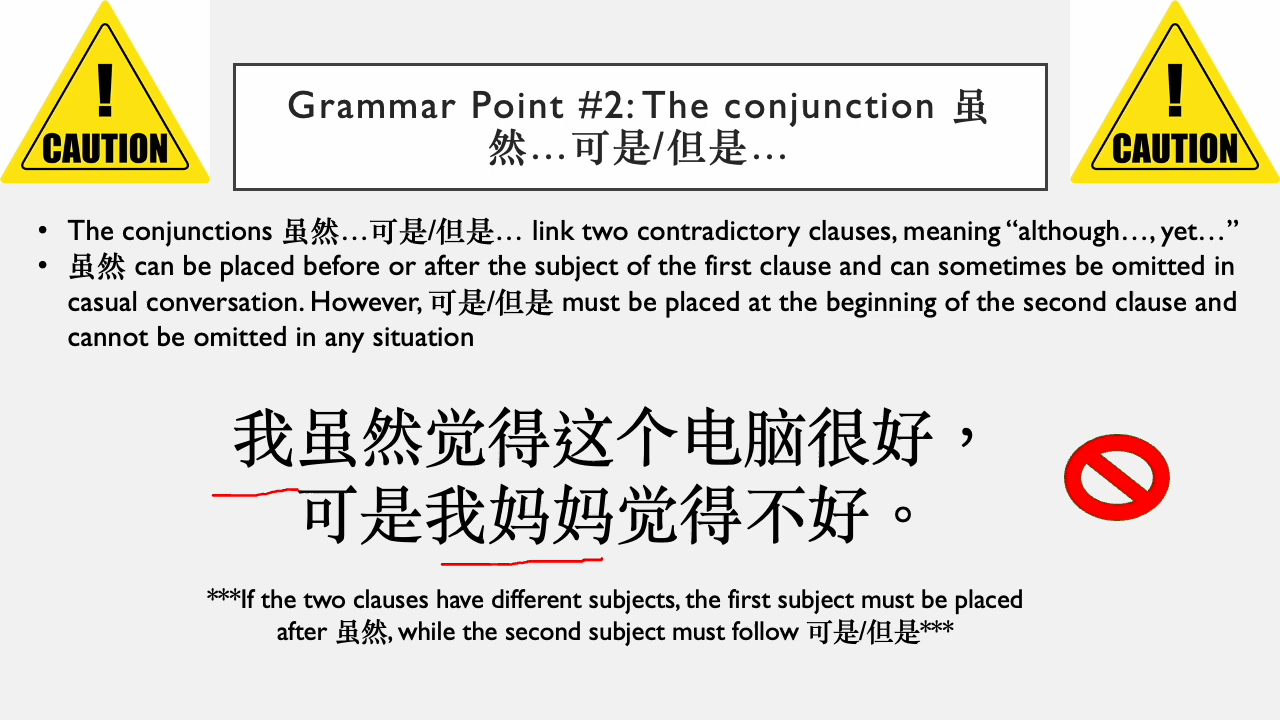 !
CAUTION
!
CAUTION
Grammar Point #2: The conjunction 虽
然…可是/但是…
• The conjunctions 虽然…可是/但是… link two contradictory clauses, meaning “although…, yet…”
• 虽然 can be placed before or after the subject of the first clause and can sometimes be omitted in
casual conversation. However, 可是/但是 must be placed at the beginning of the second clause and
cannot be omitted in any situation
我虽然觉得这个电脑很好，
可是我妈妈觉得不好。
***If the two clauses have different subjects, the first subject must be placed
after 虽然, while the second subject must follow 可是/但是***